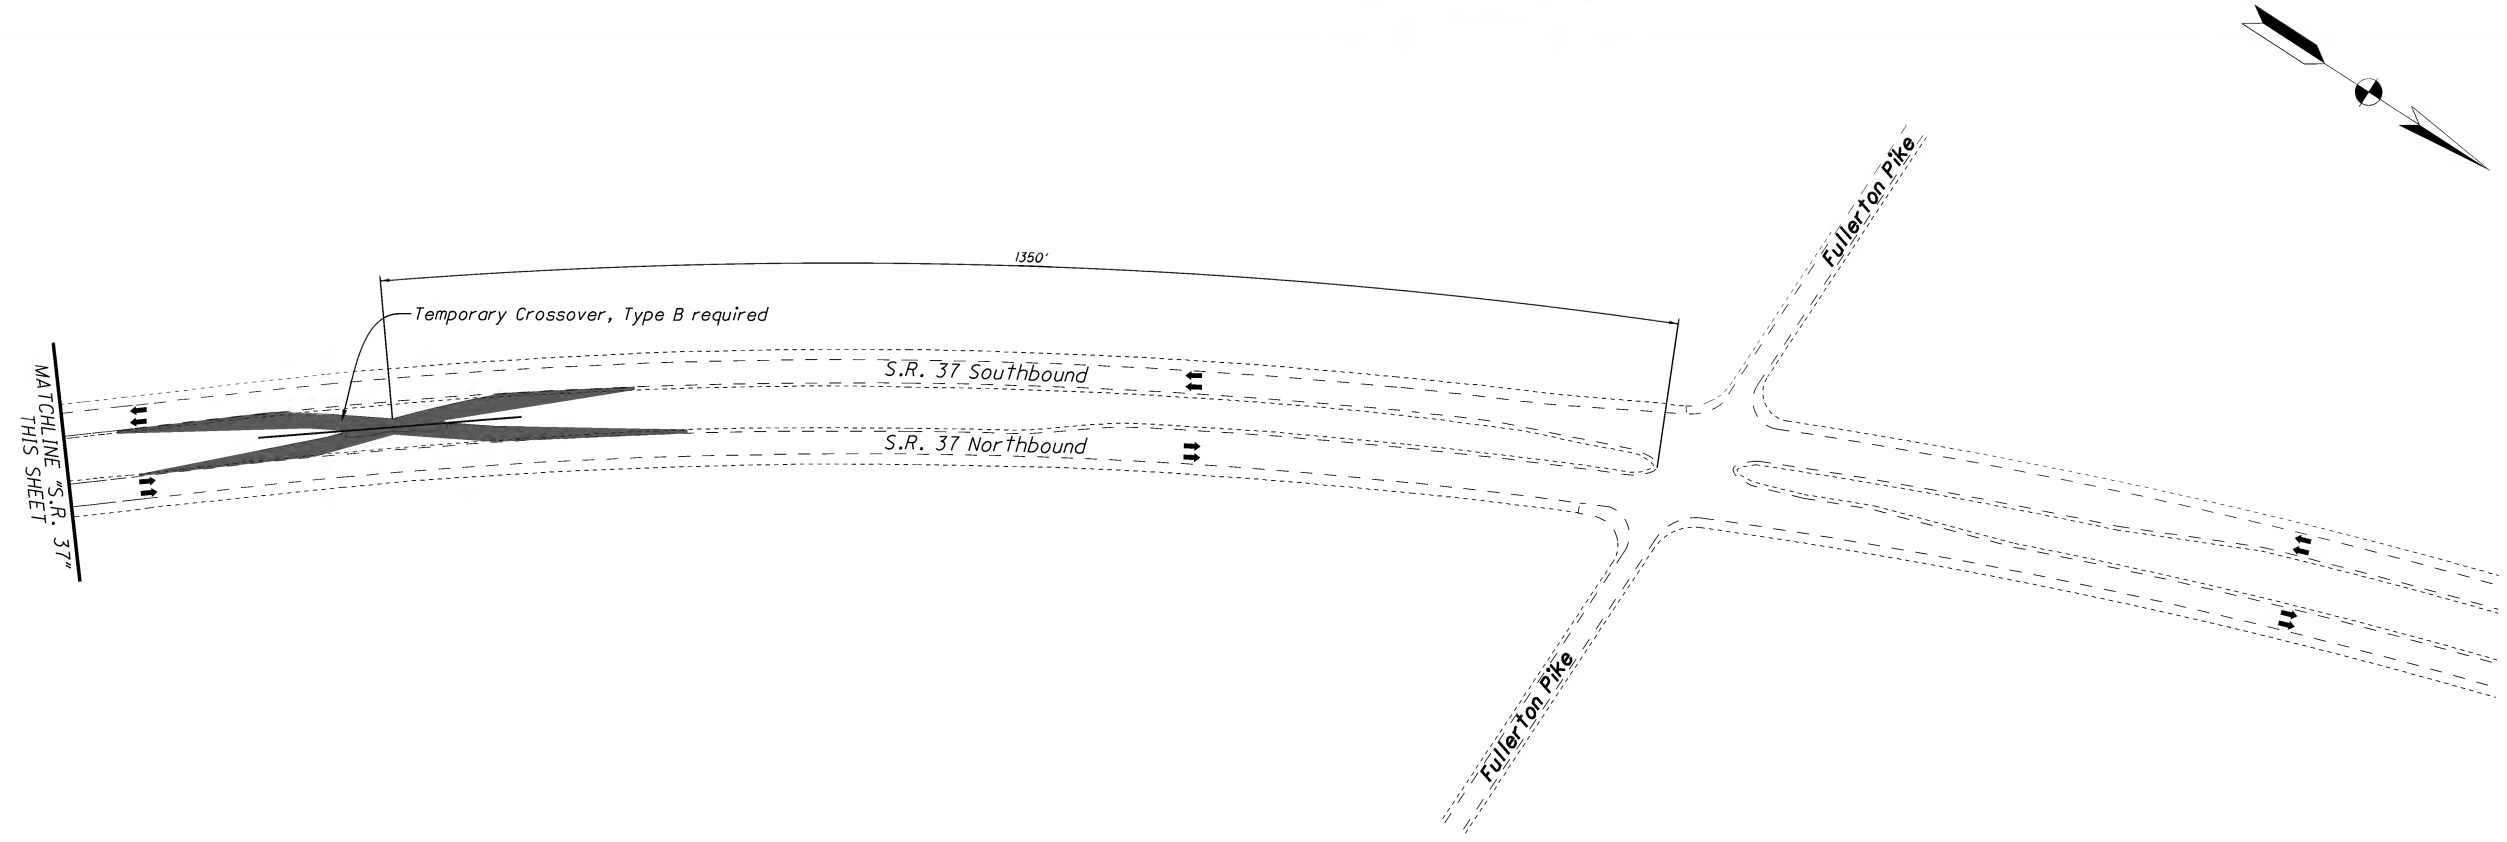 Fullerton Pike
1350'
Temporary Crossover, Type B required
S.R. 37 Southbound
MATCHLINE "S.R. 37"
THIS SHEET
S.R. 37 Northbound
Fullerton Pike